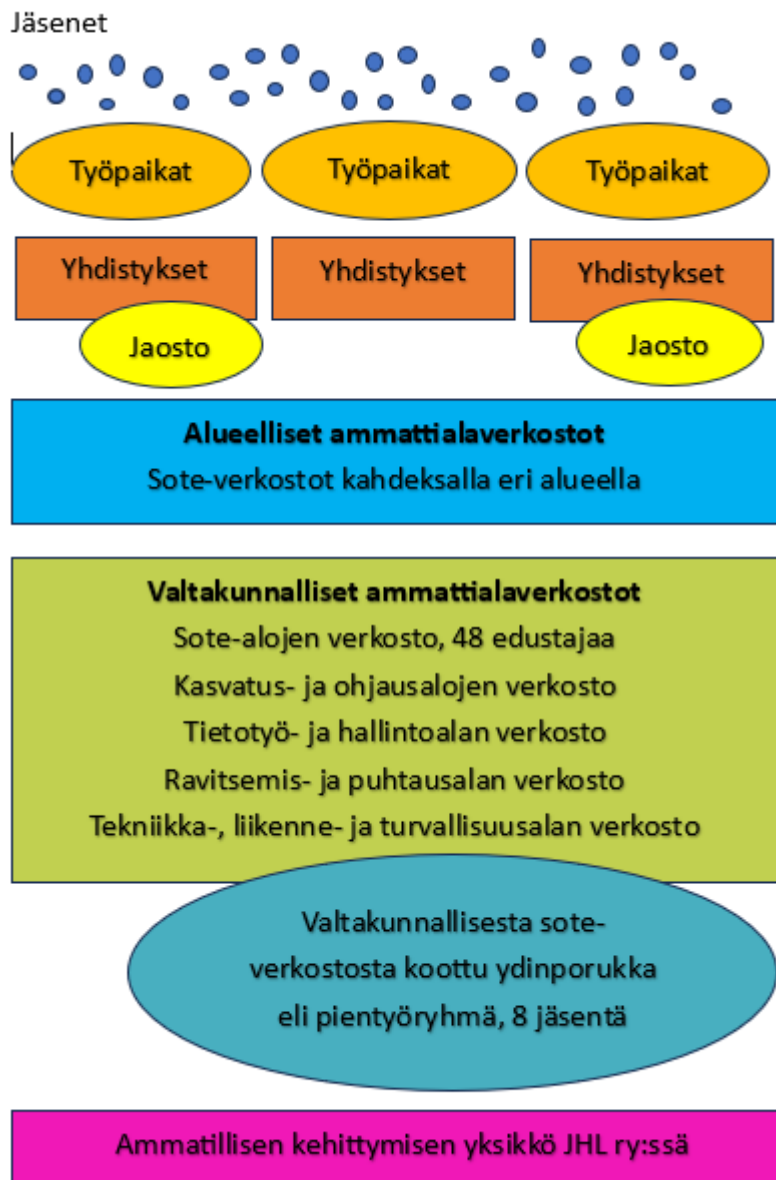 Jäsenet
Työpaikat
Työpaikat
Työpaikat
Yhdistykset
Yhdistykset
Yhdistykset
Jaosto
Jaosto
Alueelliset ammattialaverkostot
Sote-verkostot kahdeksalla eri alueella
Valtakunnalliset ammattialaverkostot
Sote-alojen verkosto, 48 edustajaa
Kasvatus- ja ohjausalojen verkosto
Tietotyö- ja hallintoalan verkosto
Ravitsemis- ja puhtausalan verkosto
Tekniikka-, liikenne- ja turvallisuusalan verkosto
Valtakunnallisesta sote-
verkostosta koottu ydinporukka
eli pientyöryhmä, 8 jäsentä
Ammatillisen kehittymisen yksikkö JHL ry:ssä